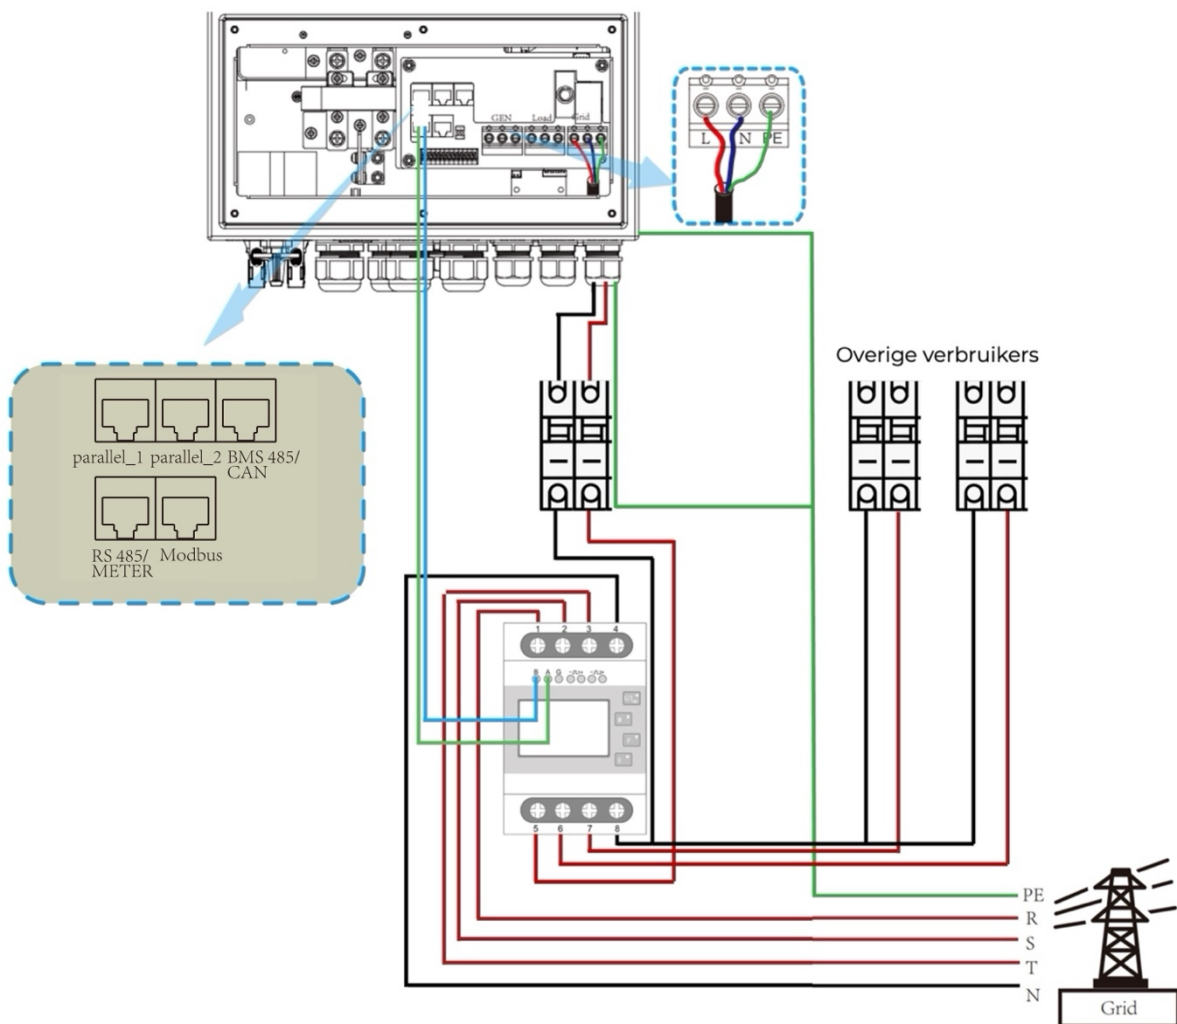 GEN Load Grid
L N PE
Overige verbruikers
parallel_1 parallel_2 BMS 485/
CAN
RS 485/ Modbus
METER
1 2 3 4
B A G
5 6 7 8
PE
R
S
T
N
Grid